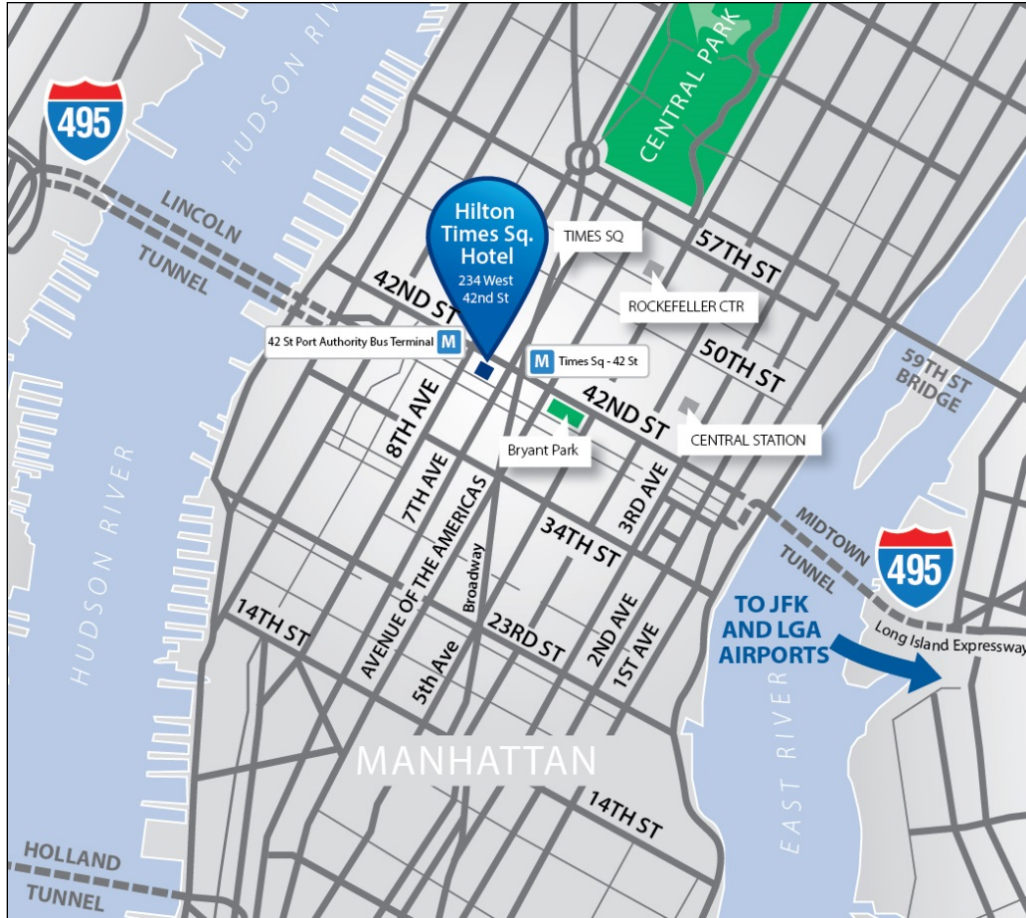 HUDSON RIV
HUDSON RIVER
CENTRAL PARK
495
LINCOLN
TUNNEL
Hilton
Times Sq.
Hotel
234 West
42nd St
TIMES SQ
57TH ST
ROCKEFELLER CTR
42ND ST
42 St Port Authority Bus Terminal M
M Times Sq - 42 St
50TH ST
59TH ST
BRIDGE
42ND ST
Bryant Park
CENTRAL STATION
8TH AVE
7TH AVE
3RD AVE
AVENUE OF THE AMERICAS
34TH ST
MIDTOWN
TUNNEL
495
Broadway
HUDSON RIVER
14TH ST
23RD ST
2ND AVE
1ST AVE
5th Ave
TO JFK
AND LGA
AIRPORTS
Long Island Expressway
MANHATTAN
EAST RIVER
14TH ST
HOLLAND
TUNNEL